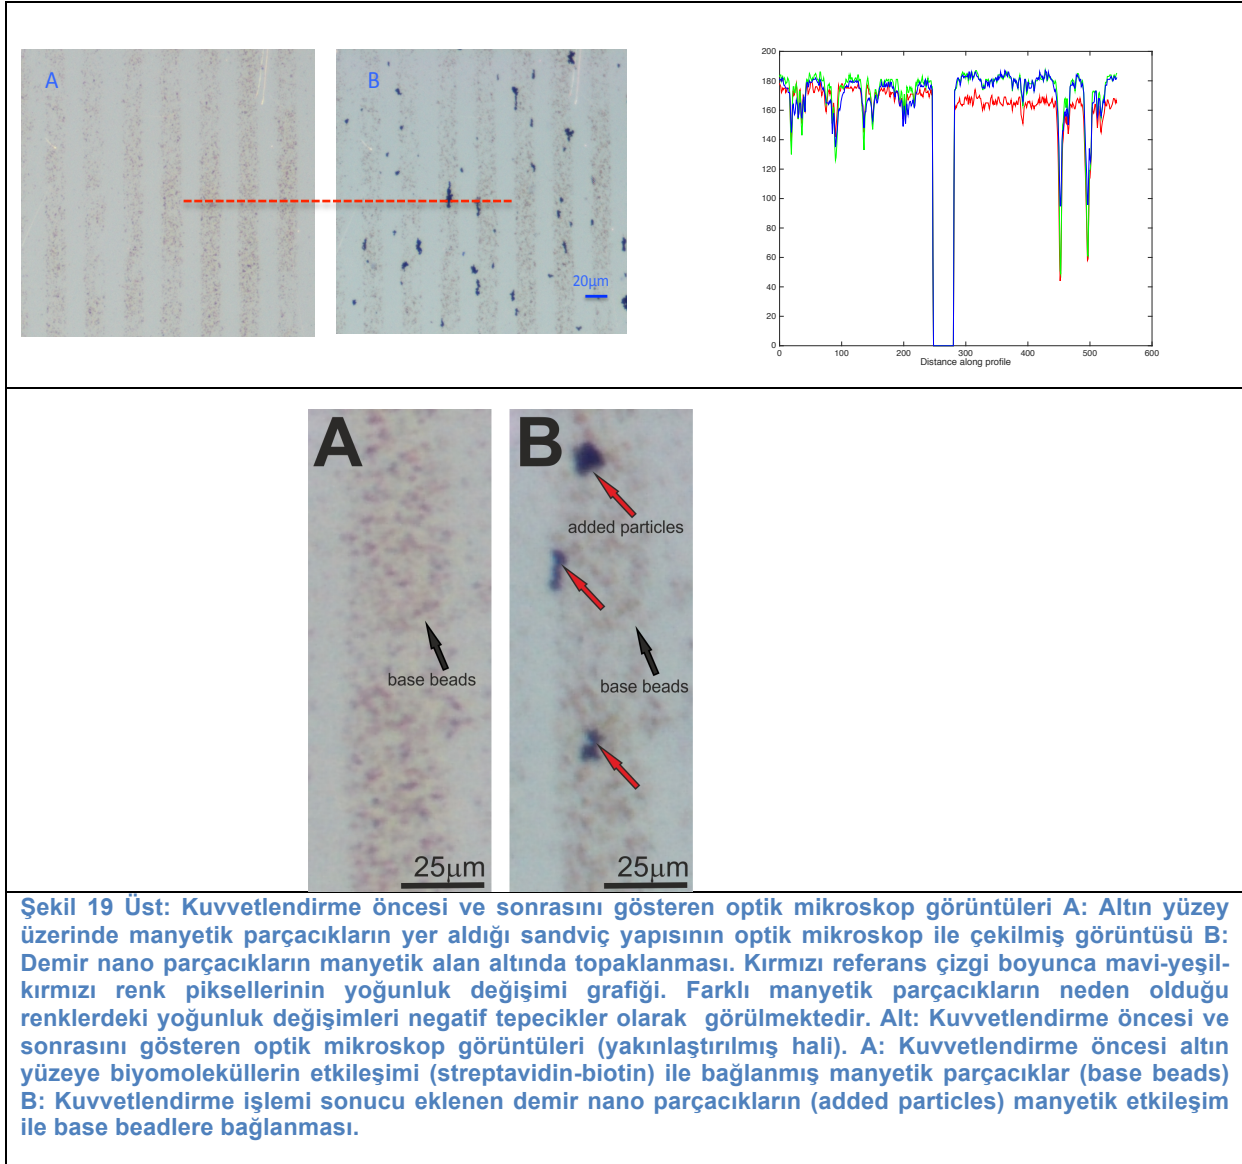 A
B
20µm
200
180
160
140
120
100
80
60
40
20
0
0 100 200 300 400 500 600
Distance along profile
A
base beads
25µm
B
added particles
base beads
25µm
Şekil 19 Üst: Kuvvetlendirme öncesi ve sonrasını gösteren optik mikroskop görüntüleri A: Altın yüzey
üzerinde manyetik parçacıkların yer aldığı sandviç yapısının optik mikroskop ile çekilmiş görüntüsü B:
Demir nano parçacıkların manyetik alan altında topaklanması. Kırmızı referans çizgi boyunca mavi-yeşil-
kırmızı renk piksellerinin yoğunluk değişimi grafiği. Farklı manyetik parçacıkların neden olduğu
renklerdeki yoğunluk değişimleri negatif tepecikler olarak görülmektedir. Alt: Kuvvetlendirme öncesi ve
sonrasını gösteren optik mikroskop görüntüleri (yakınlaştırılmış hali). A: Kuvvetlendirme öncesi altın
yüzeye biyomoleküllerin etkileşimi (streptavidin-biotin) ile bağlanmış manyetik parçacıklar (base beads)
B: Kuvvetlendirme işlemi sonucu eklenen demir nano parçacıkların (added particles) manyetik etkileşim
ile base beadlere bağlanması.